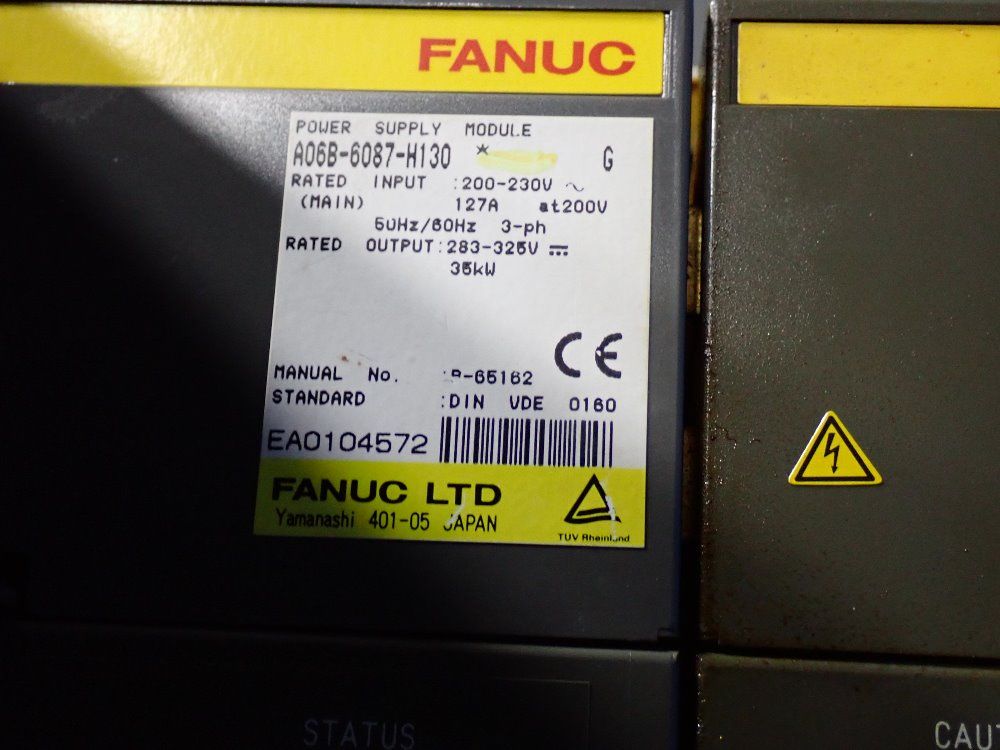 FANUC
POWER SUPPLY MODULE
A06B-6087-H130 * G
RATED INPUT :200-230V ~
(MAIN) 127A at200V
50Hz/60Hz 3-ph
RATED OUTPUT:283-325V ⎓
35kW
CE
MANUAL No. :B-65162
STANDARD :DIN VDE 0160
EA0104572
FANUC LTD
Yamanashi 401-05 JAPAN
TUV Rheinland
STATUS